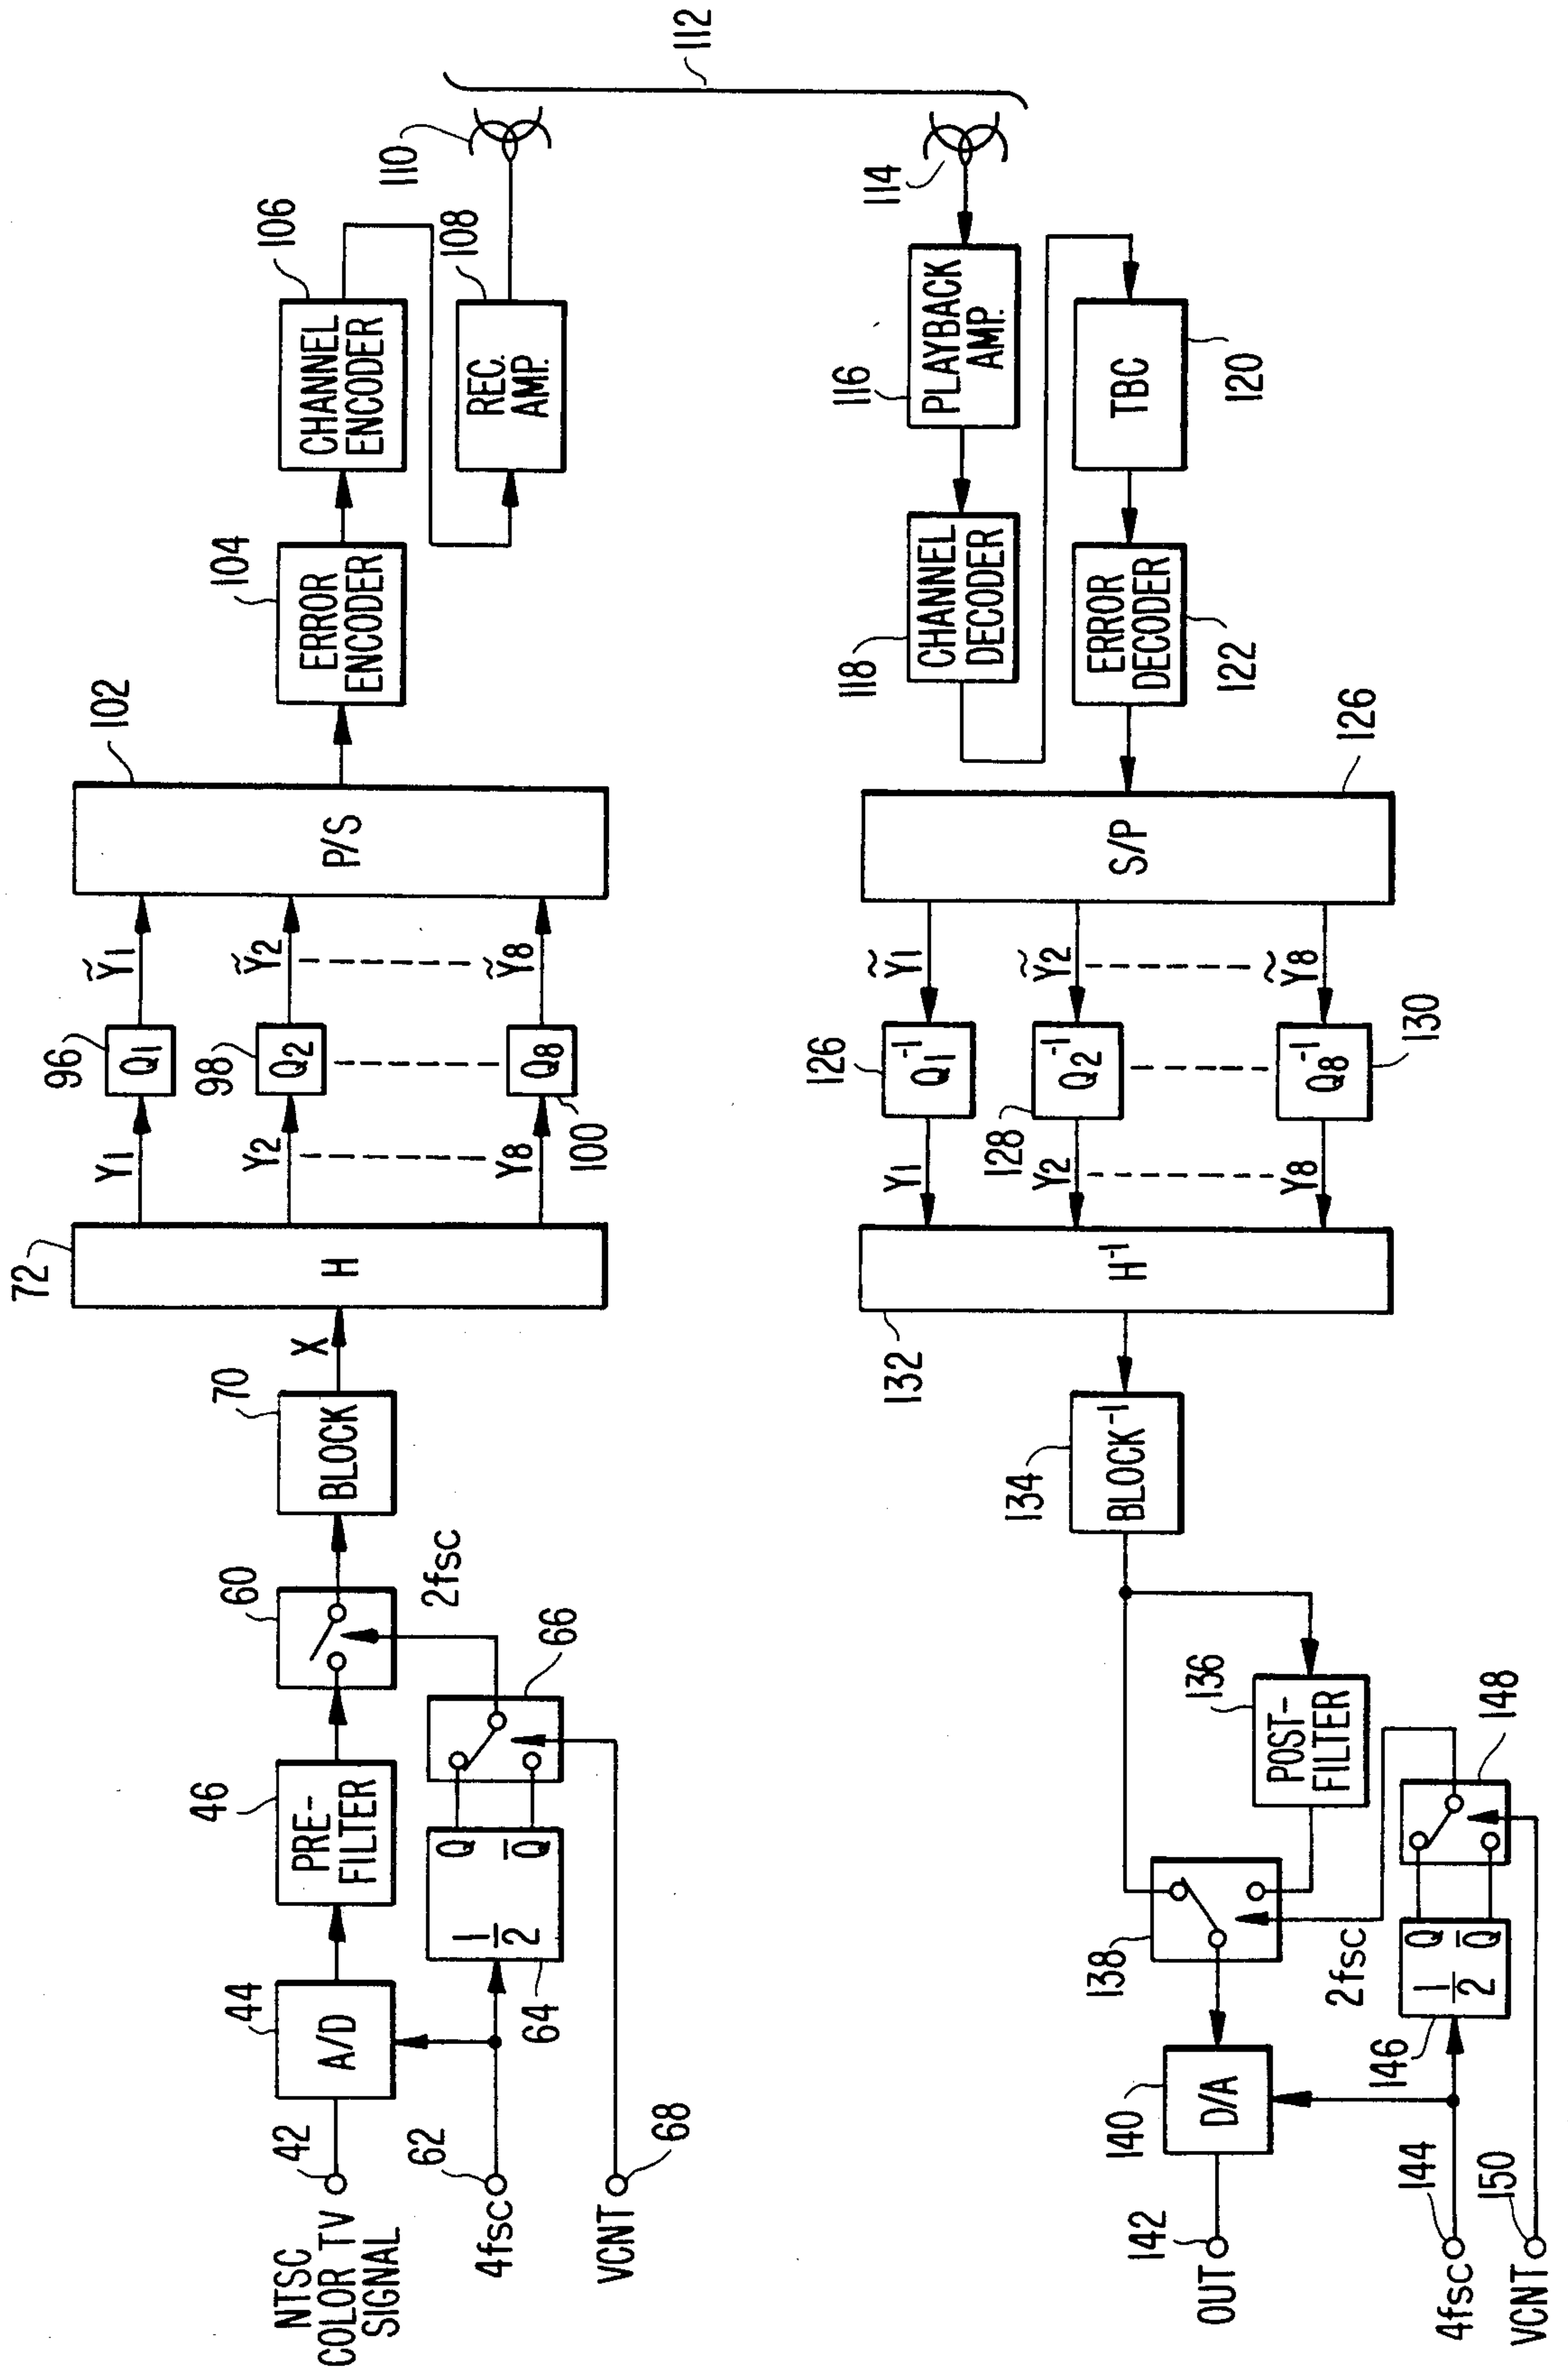 NTSC
COLOR TV
SIGNAL
42
44
A/D
46
PRE-
FILTER
60
70
BLOCK
X
72
H
Y1
Y2
Y8
96
Q1
98
Q2
Q8
100
Ỹ1
Ỹ2
Ỹ8
102
P/S
104
ERROR
ENCODER
106
CHANNEL
ENCODER
108
REC.
AMP.
110
112
4fsc
62
64
1/2
Q
Q̅
66
2fsc
VCNT
68
114
116
PLAYBACK
AMP.
118
CHANNEL
DECODER
TBC
120
ERROR
DECODER
122
S/P
126
Ỹ1
Ỹ2
Ỹ8
126
Q1⁻¹
128
Q2⁻¹
Q8⁻¹
130
Y1
Y2
Y8
H⁻¹
132
134
BLOCK⁻¹
136
POST-
FILTER
138
2fsc
140
D/A
142
OUT
4fsc
144
146
1/2
Q
Q̅
148
VCNT
150